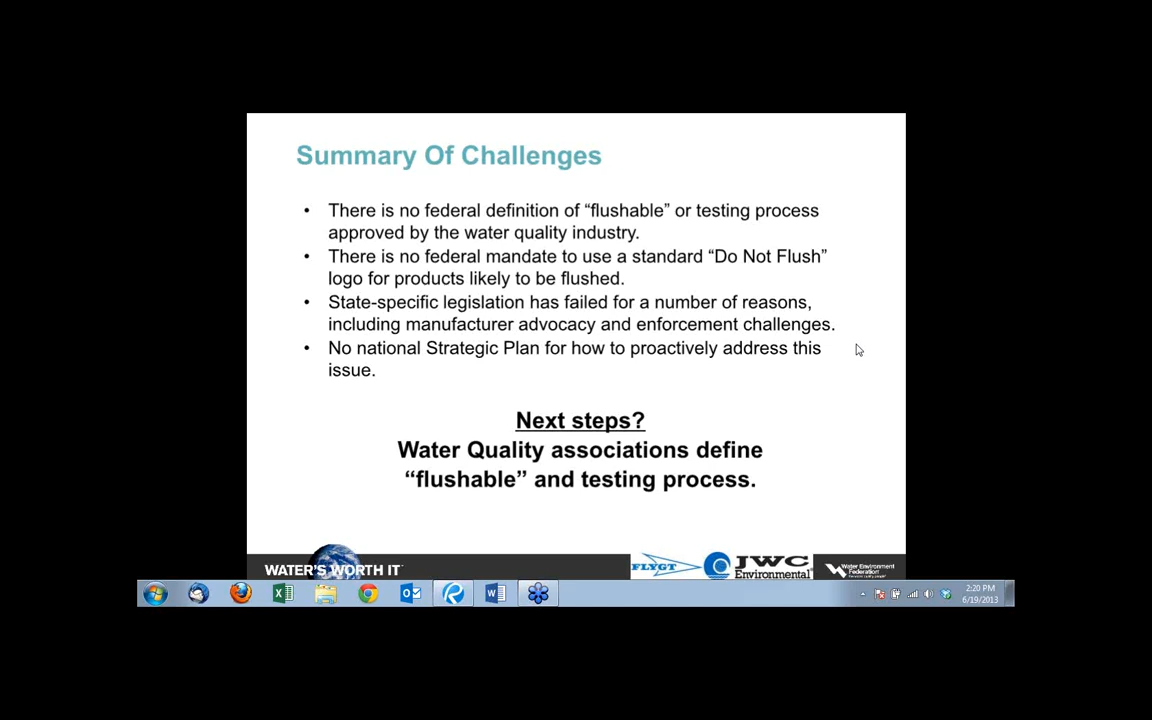 Summary Of Challenges
• There is no federal definition of “flushable” or testing process
approved by the water quality industry.
• There is no federal mandate to use a standard “Do Not Flush”
logo for products likely to be flushed.
• State-specific legislation has failed for a number of reasons,
including manufacturer advocacy and enforcement challenges.
• No national Strategic Plan for how to proactively address this
issue.
Next steps?
Water Quality associations define
“flushable” and testing process.
WATER'S WORTH IT
FLYGT
JWC
Environmental
Water Environment
Federation
2:20 PM
6/19/2013